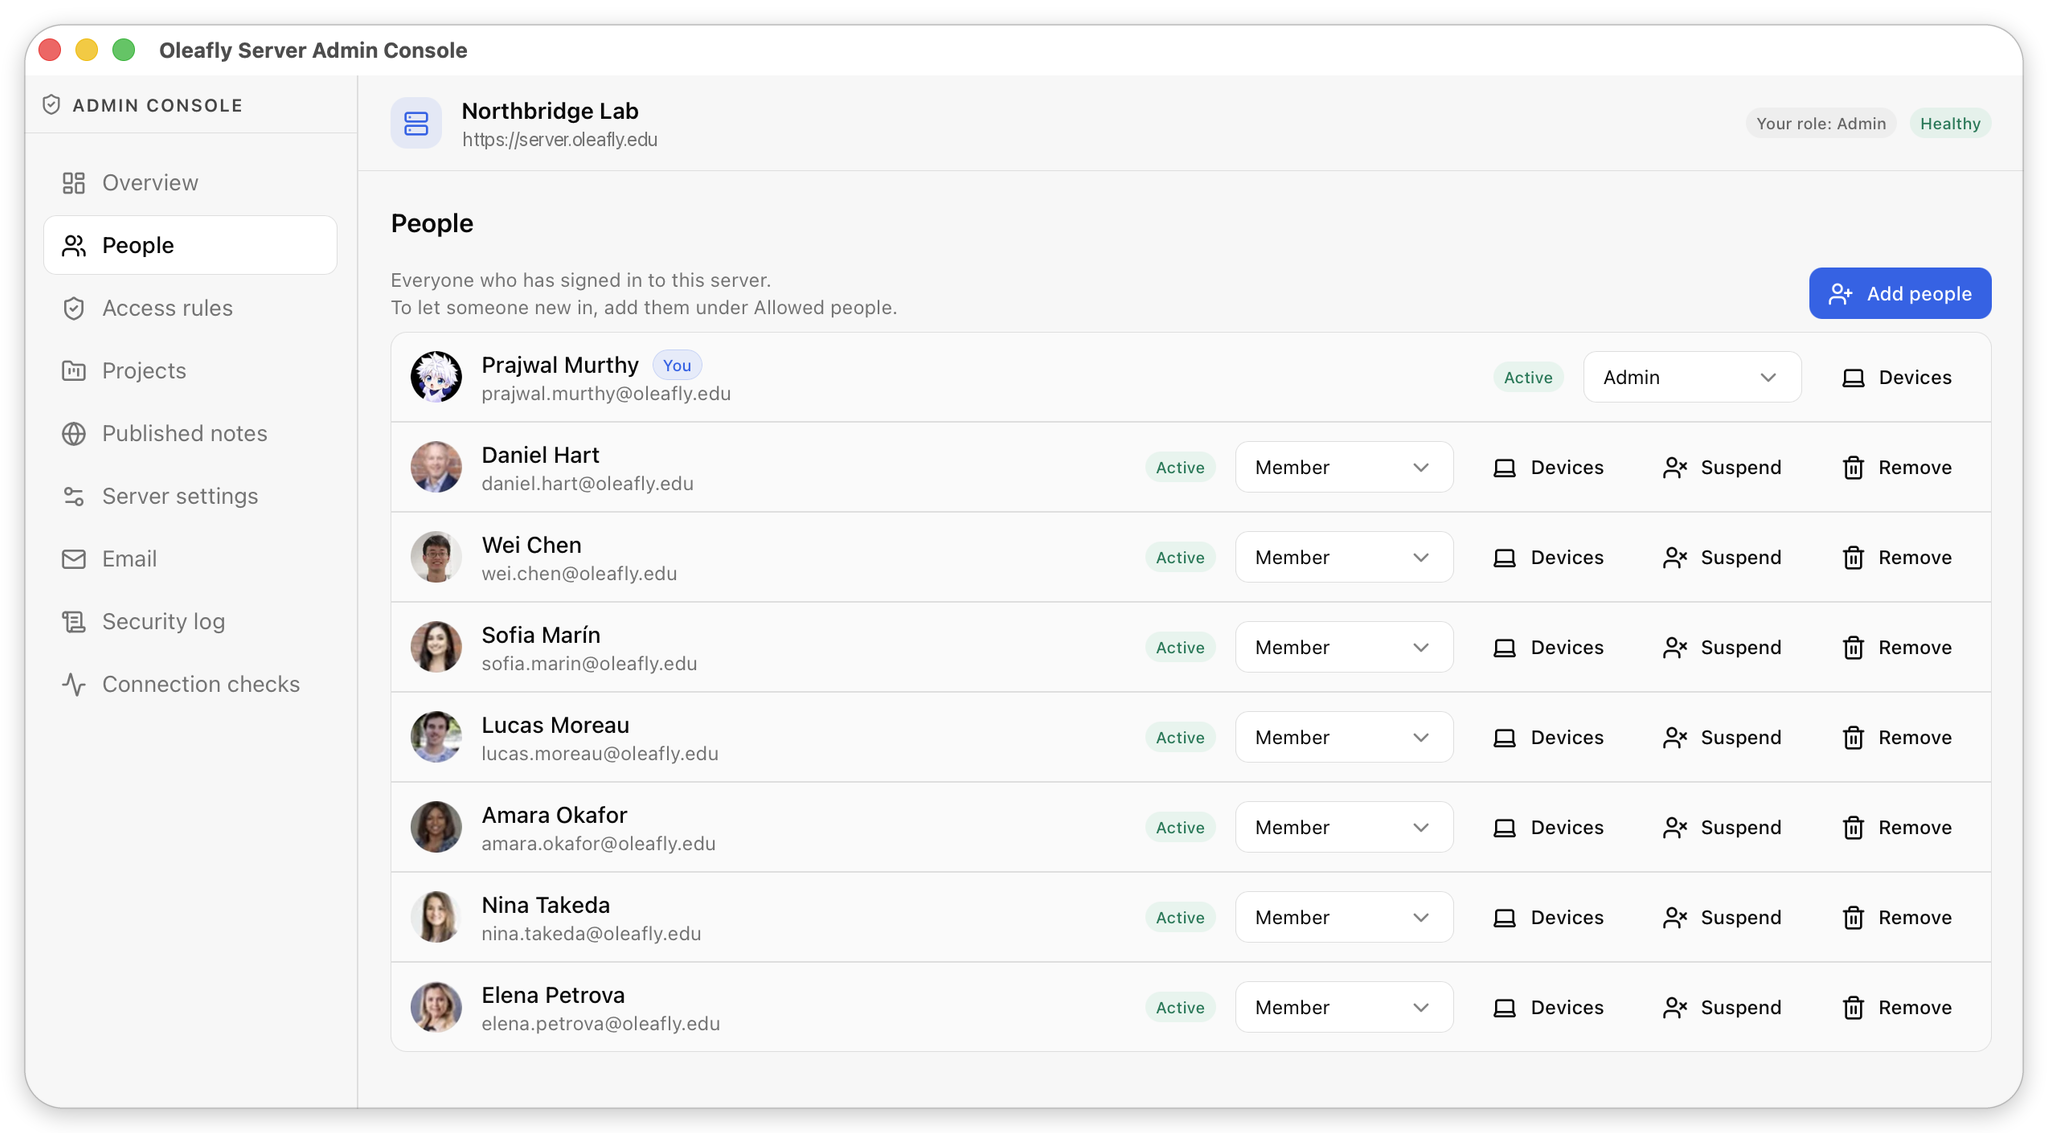 Oleafly Server Admin Console
ADMIN CONSOLE
Overview
People
Access rules
Projects
Published notes
Server settings
Email
Security log
Connection checks
Northbridge Lab
https://server.oleafly.edu
Your role: Admin
Healthy
People
Everyone who has signed in to this server.
To let someone new in, add them under Allowed people.
Add people
Prajwal Murthy You
prajwal.murthy@oleafly.edu
Active Admin Devices
Daniel Hart
daniel.hart@oleafly.edu
Active Member Devices Suspend Remove
Wei Chen
wei.chen@oleafly.edu
Active Member Devices Suspend Remove
Sofia Marín
sofia.marin@oleafly.edu
Active Member Devices Suspend Remove
Lucas Moreau
lucas.moreau@oleafly.edu
Active Member Devices Suspend Remove
Amara Okafor
amara.okafor@oleafly.edu
Active Member Devices Suspend Remove
Nina Takeda
nina.takeda@oleafly.edu
Active Member Devices Suspend Remove
Elena Petrova
elena.petrova@oleafly.edu
Active Member Devices Suspend Remove